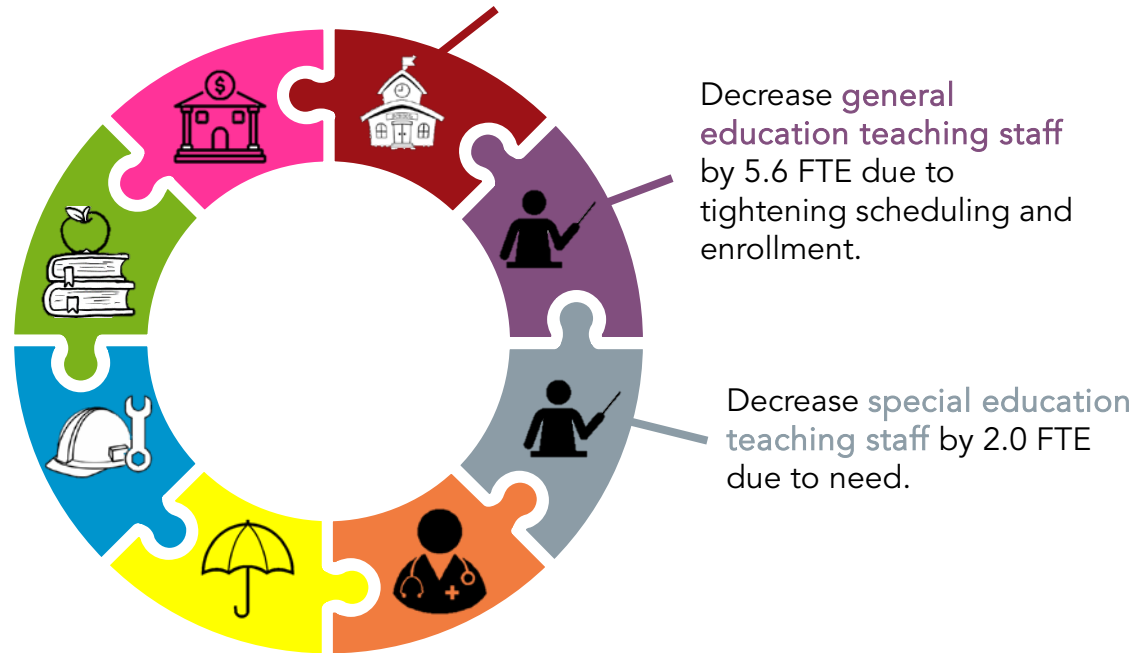 $
Decrease general
education teaching staff
by 5.6 FTE due to
tightening scheduling and
enrollment.
Decrease special education
teaching staff by 2.0 FTE
due to need.